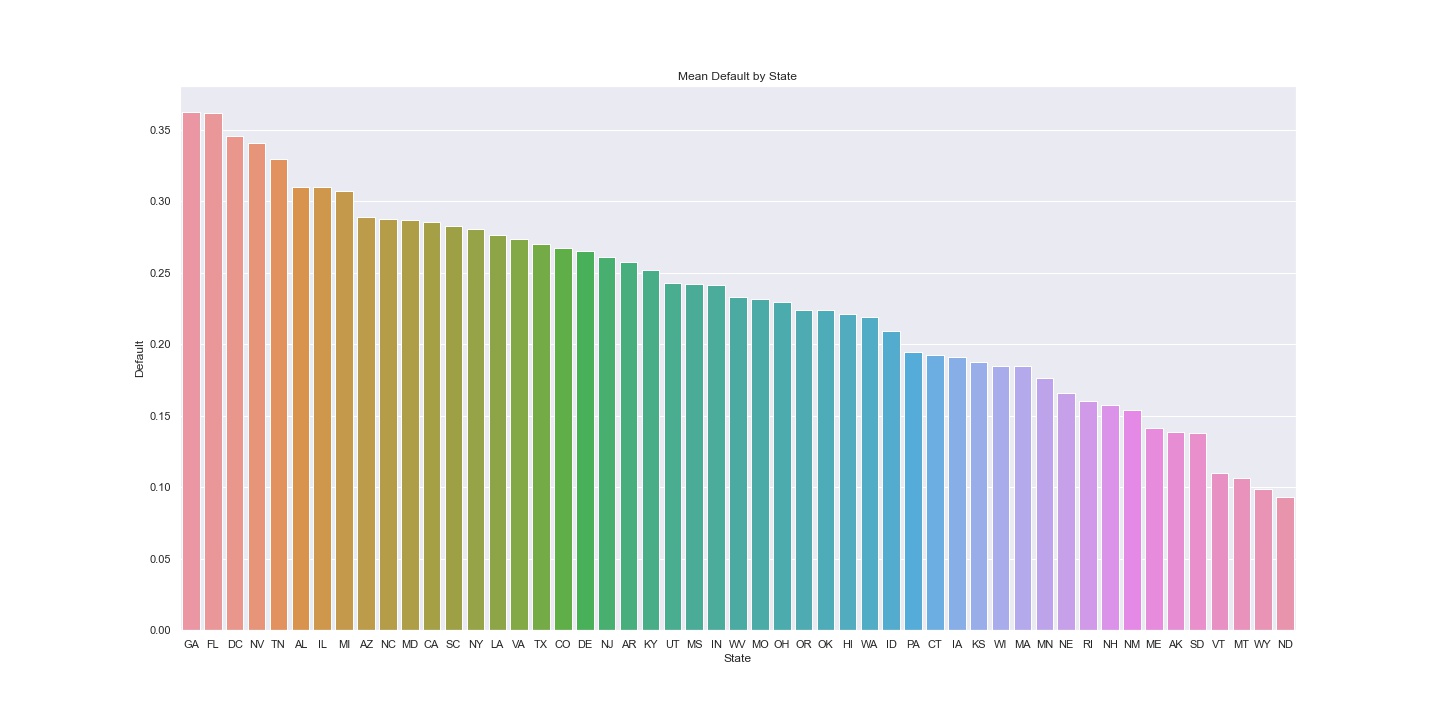 Mean Default by State
0.35
0.30
0.25
0.20
0.15
0.10
0.05
0.00
Default
GA FL DC NV TN AL IL MI AZ NC MD CA SC NY LA VA TX CO DE NJ AR KY UT MS IN WV MO OH OR OK HI WA ID PA CT IA KS WI MA MN NE RI NH NM ME AK SD VT MT WY ND
State